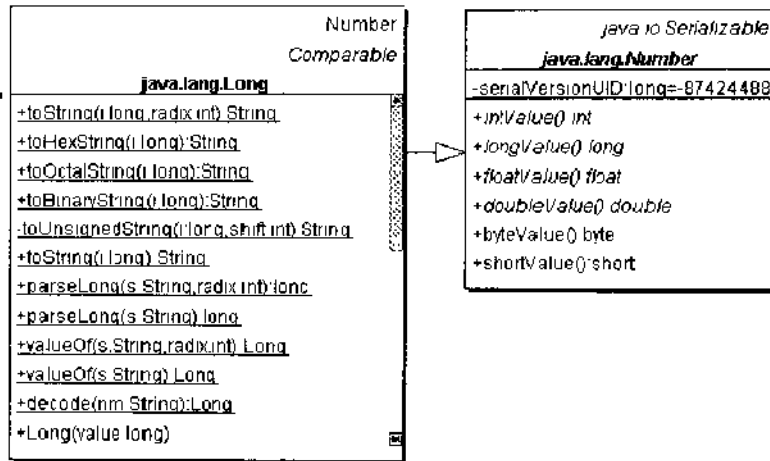 Number
Comparable
java.lang.Long
+toString(i long,radix int) String
+toHexString(i long):String
+toOctalString(i long):String
+toBinaryString(i long):String
-toUnsignedString(i long,shift int) String
+toString(i long) String
+parseLong(s String,radix int):long
+parseLong(s String) long
+valueOf(s.String,radix.int) Long
+valueOf(s String) Long
+decode(nm String):Long
+Long(value long)
java io Serializable
java.lang.Number
-serialVersionUID:long=-87424488
+intValue() int
+longValue() long
+floatValue() float
+doubleValue() double
+byteValue() byte
+shortValue():short